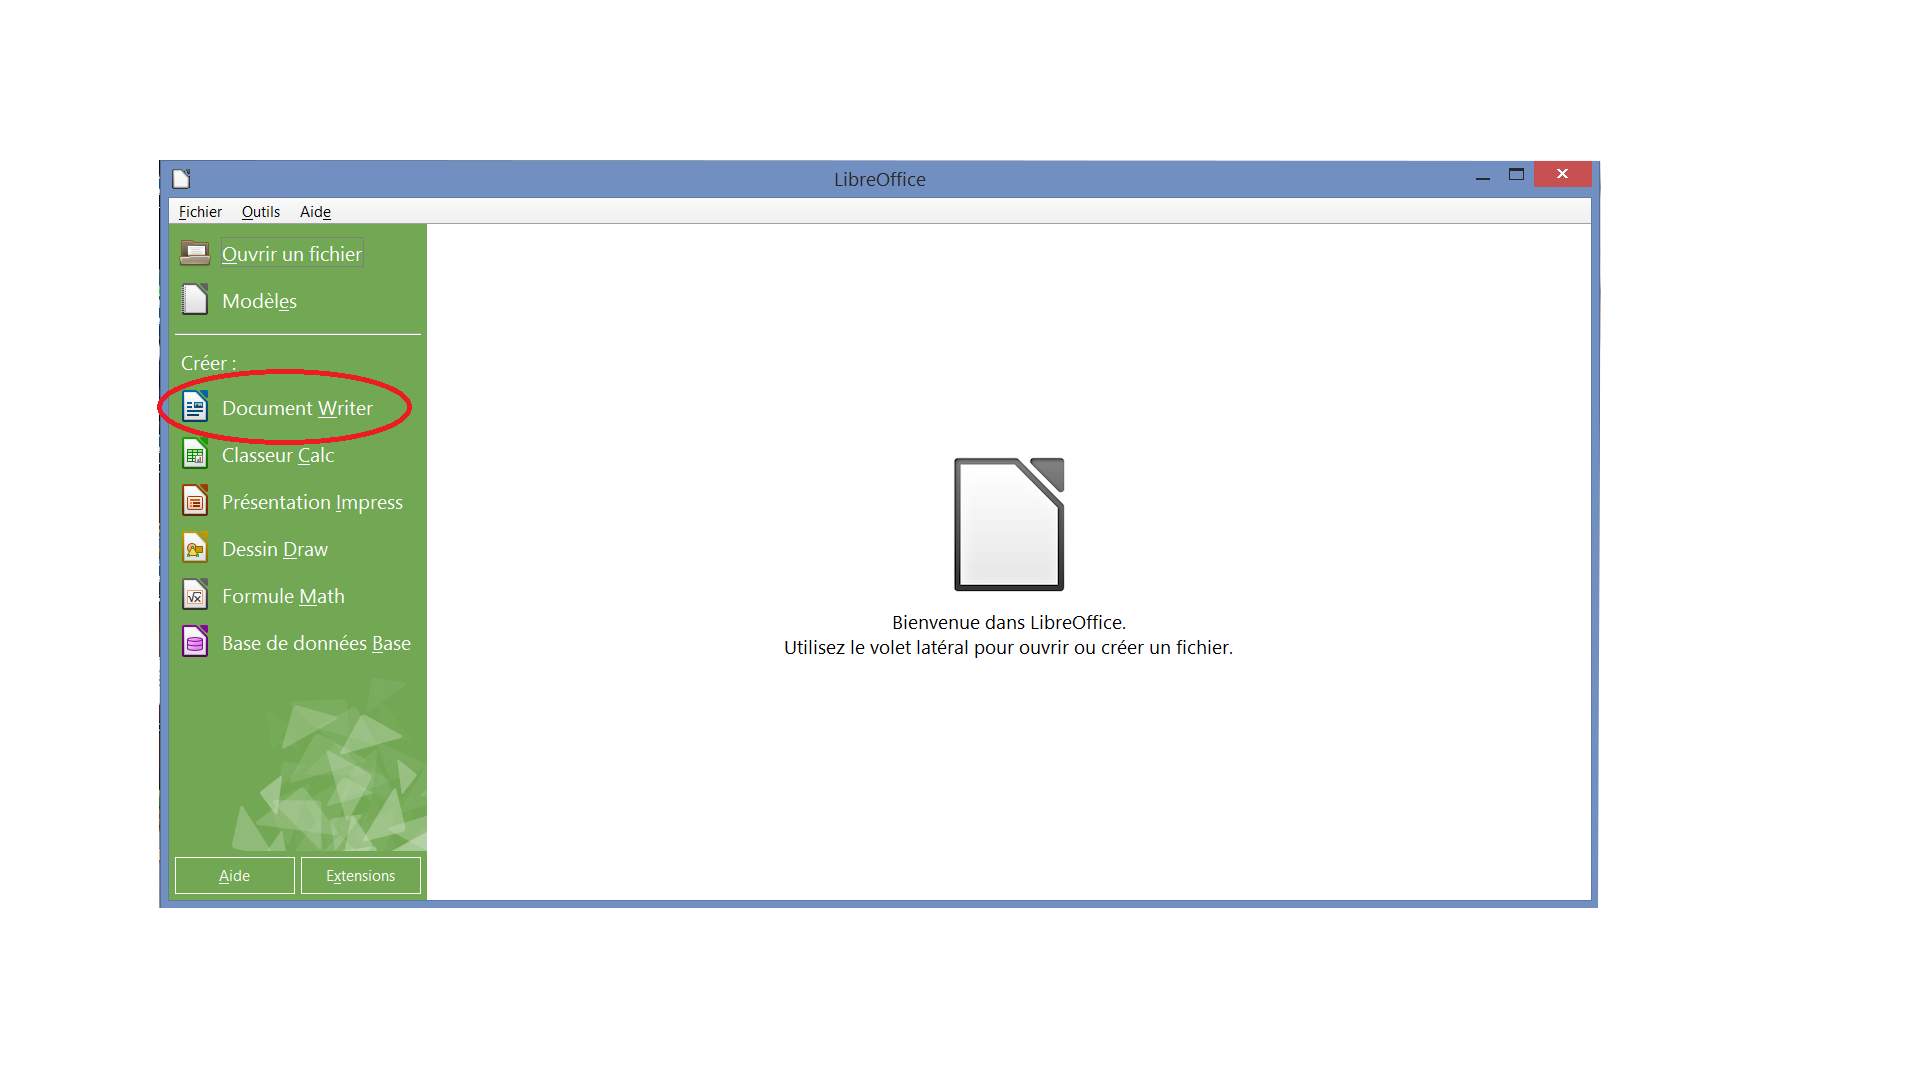 LibreOffice
Fichier Outils Aide
Ouvrir un fichier
Modèles
Créer :
Document Writer
Classeur Calc
Présentation Impress
Dessin Draw
Formule Math
Base de données Base
Aide Extensions
Bienvenue dans LibreOffice.
Utilisez le volet latéral pour ouvrir ou créer un fichier.